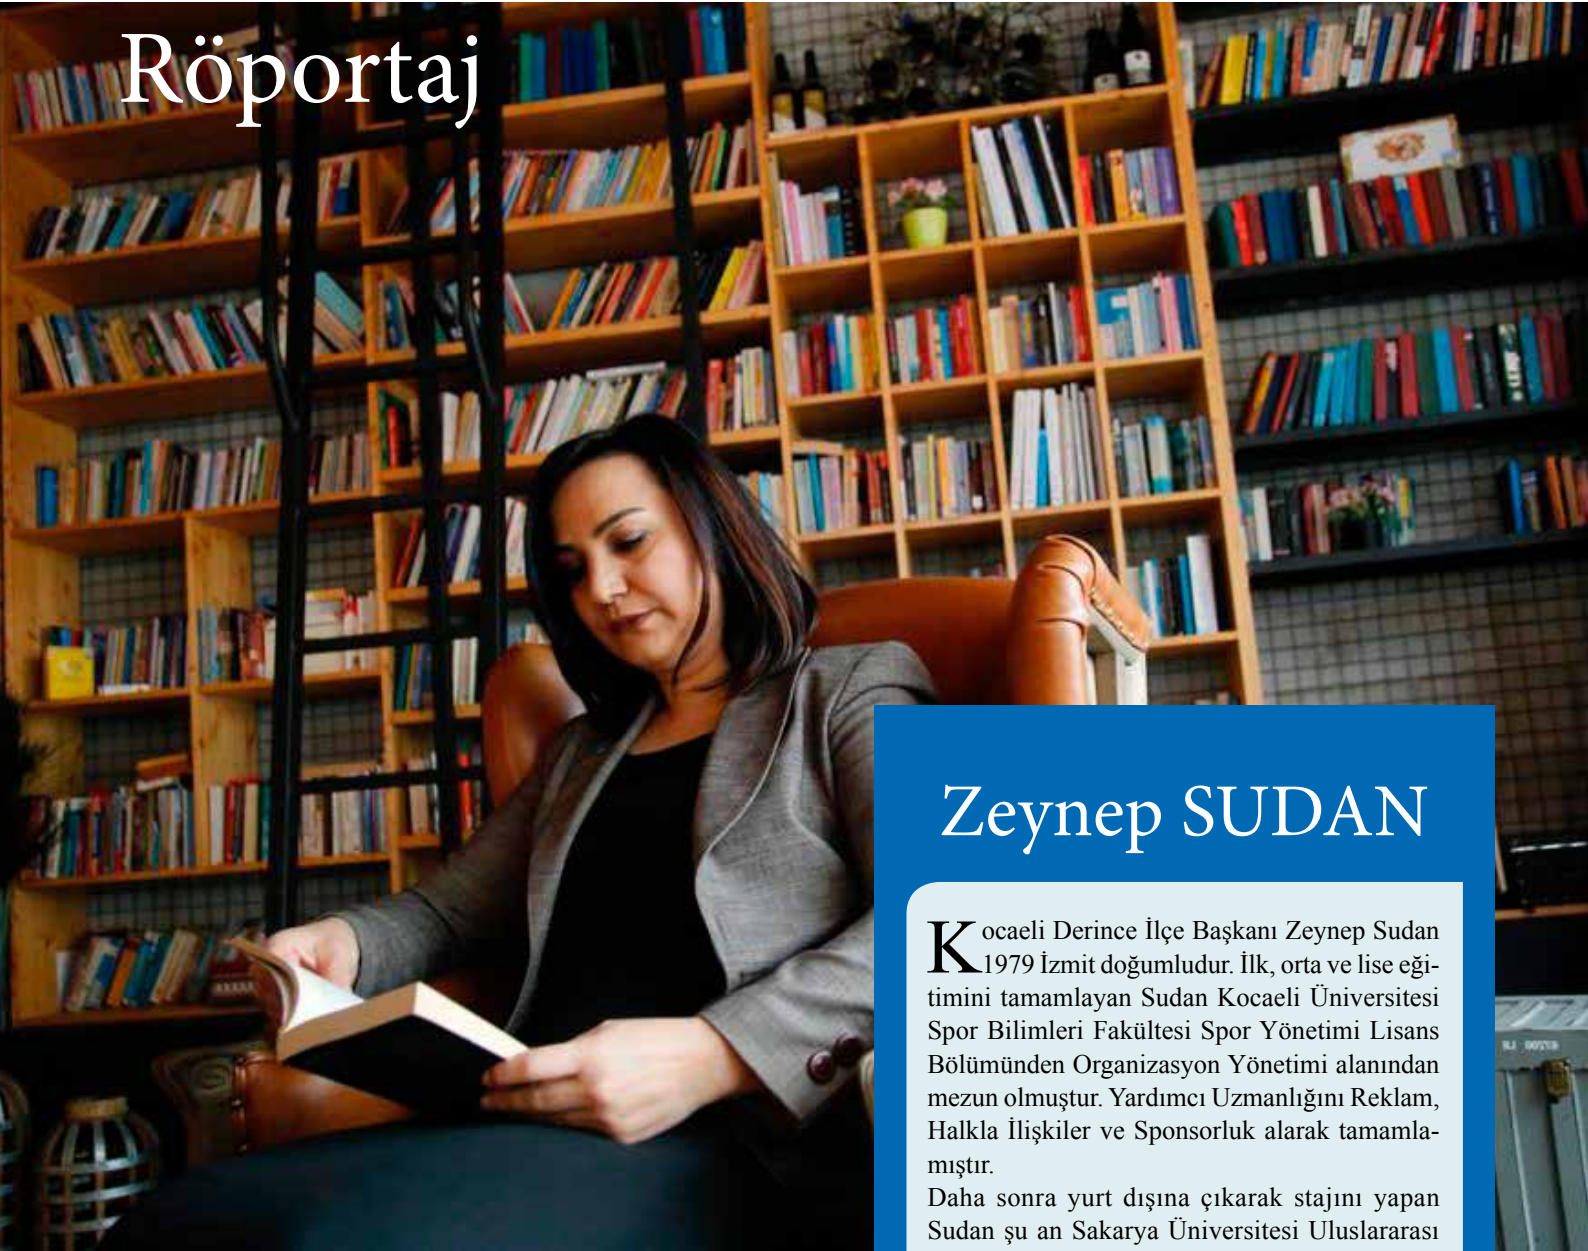 Röportaj
Zeynep SUDAN
Kocaeli Derince İlçe Başkanı Zeynep Sudan
1979 İzmit doğumludur. İlk, orta ve lise eği-
timini tamamlayan Sudan Kocaeli Üniversitesi
Spor Bilimleri Fakültesi Spor Yönetimi Lisans
Bölümünden Organizasyon Yönetimi alanından
mezun olmuştur. Yardımcı Uzmanlığını Reklam,
Halkla İlişkiler ve Sponsorluk alarak tamamla-
mıştır.
Daha sonra yurt dışına çıkarak stajını yapan
Sudan şu an Sakarya Üniversitesi Uluslararası